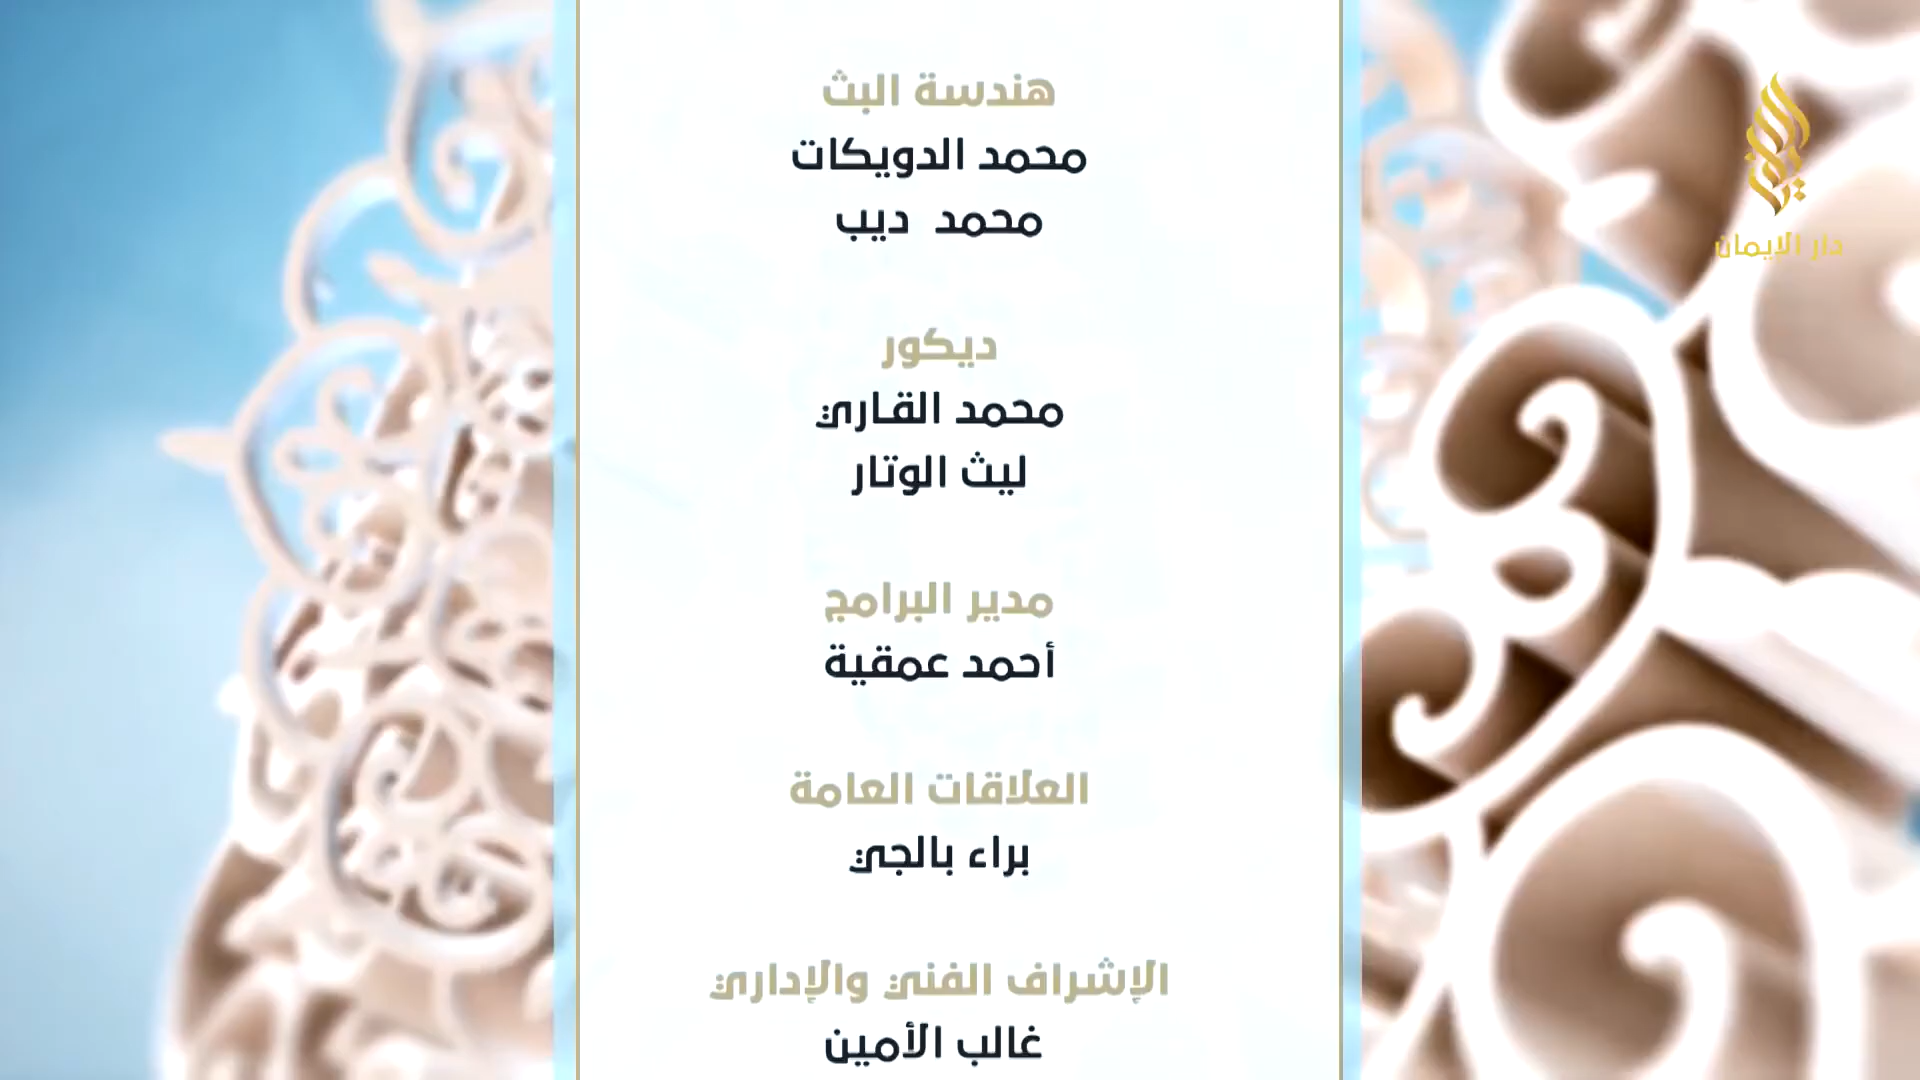 هندسة البث
محمد الدويكات
محمد ديب
ديكور
محمد القاري
ليث الوتار
مدير البرامج
أحمد عمقية
العلاقات العامة
براء بالجي
الإشراف الفني والإداري
غالب الأمين
دار الايمان